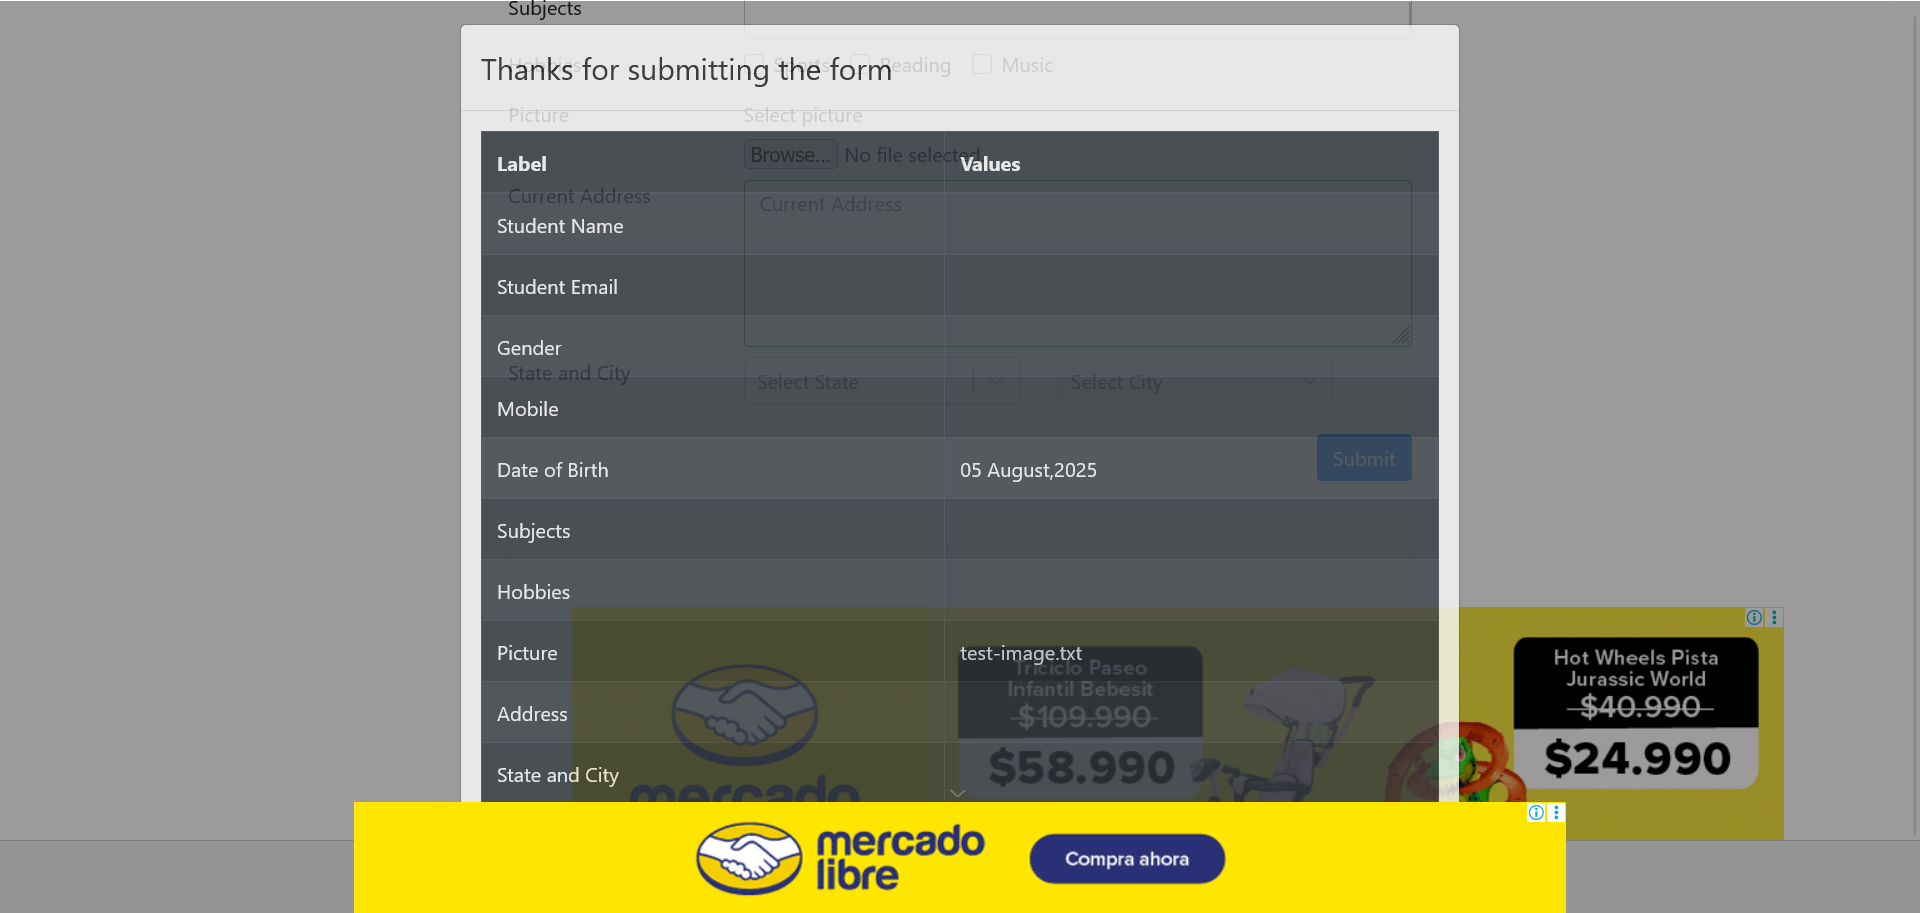 Subjects
Thanks for submitting the form
Hobbies Sports Reading Music
Picture Select picture
Label Values
Browse... No file selected.
Current Address Current Address
Student Name
Student Email
Gender
State and City Select State Select City
Mobile
Submit
Date of Birth 05 August,2025
Subjects
Hobbies
Picture test-image.txt
Address
State and City
mercado
Triciclo Paseo
Infantil Bebesit
$109.990
$58.990
Hot Wheels Pista
Jurassic World
$40.990
$24.990
mercado
libre
Compra ahora